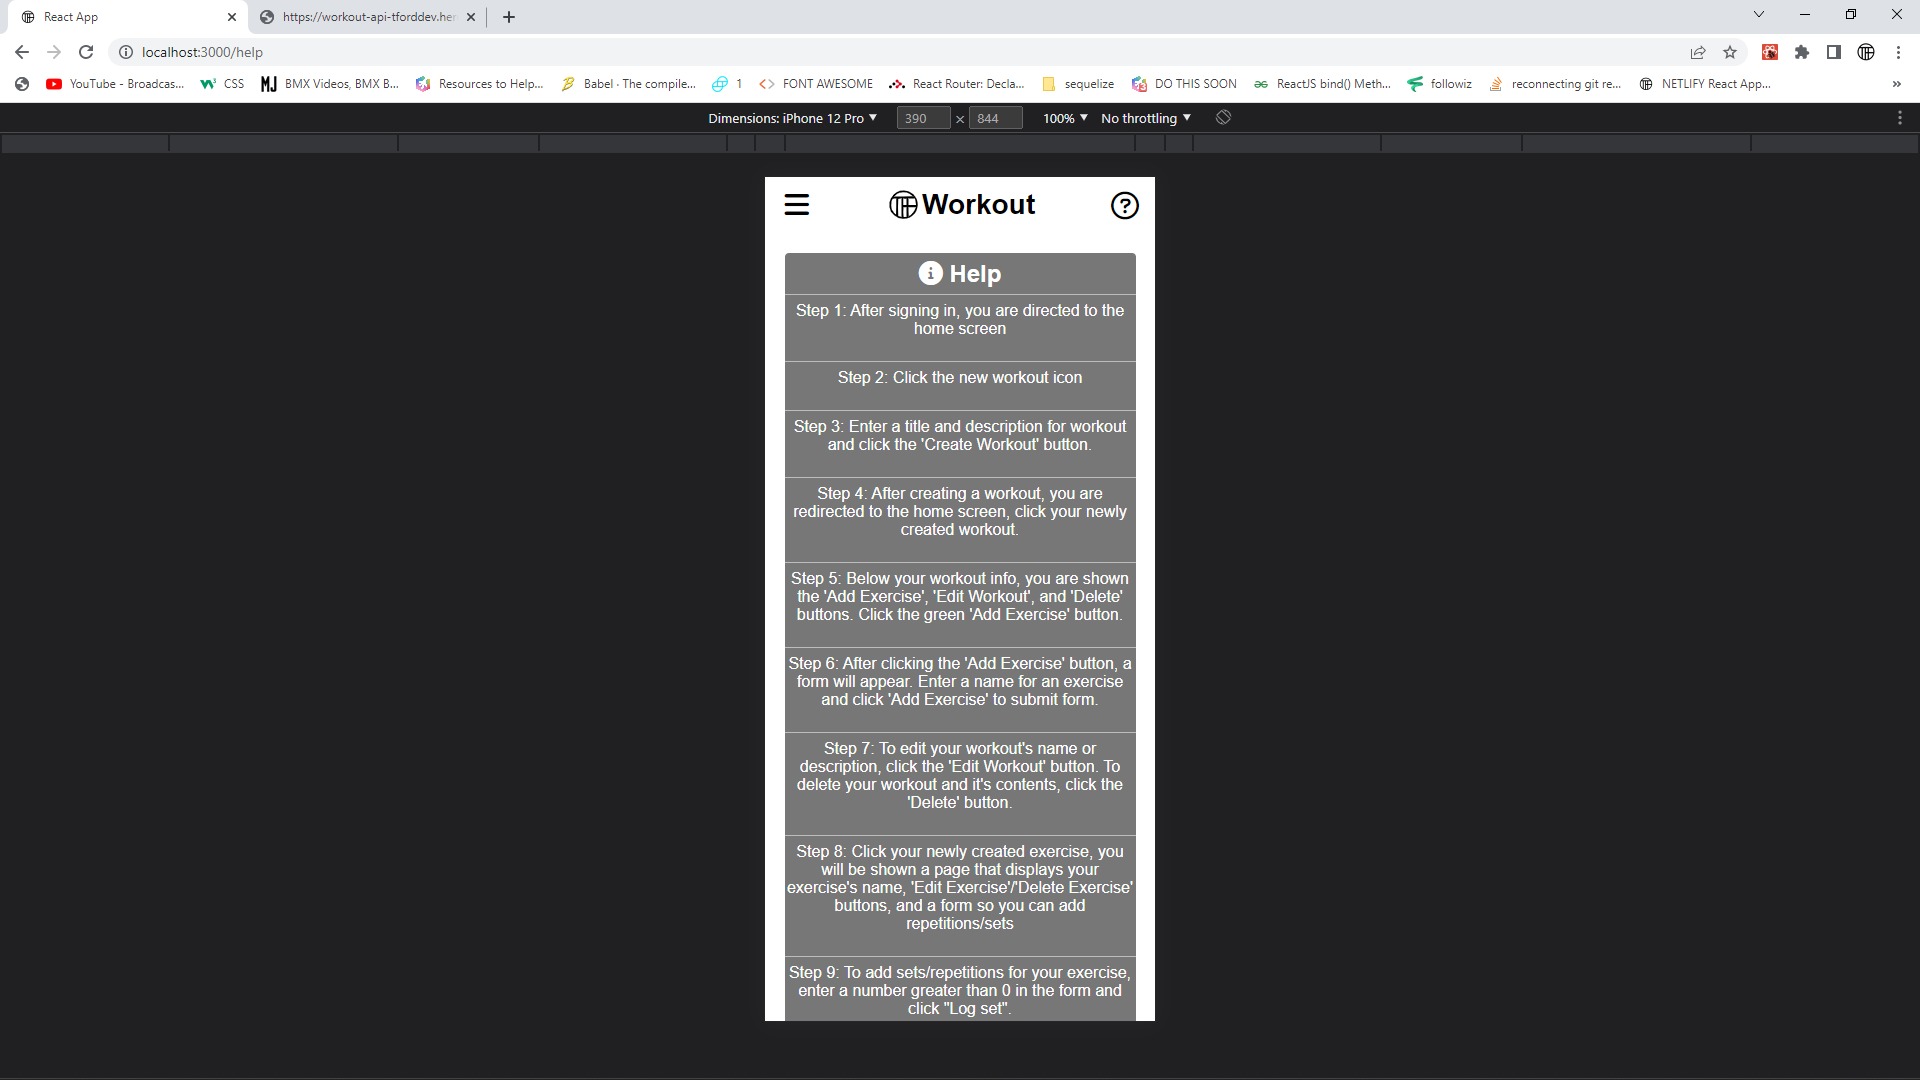 React App
https://workout-api-tforddev.her
localhost:3000/help
YouTube - Broadcas...
CSS
BMX Videos, BMX B...
Resources to Help...
Babel · The compile...
1
FONT AWESOME
React Router: Decla...
sequelize
DO THIS SOON
ReactJS bind() Meth...
followiz
reconnecting git re...
NETLIFY React App...
»
Dimensions: iPhone 12 Pro
390
×
844
100%
No throttling
Workout
Help
Step 1: After signing in, you are directed to the
home screen
Step 2: Click the new workout icon
Step 3: Enter a title and description for workout
and click the 'Create Workout' button.
Step 4: After creating a workout, you are
redirected to the home screen, click your newly
created workout.
Step 5: Below your workout info, you are shown
the 'Add Exercise', 'Edit Workout', and 'Delete'
buttons. Click the green 'Add Exercise' button.
Step 6: After clicking the 'Add Exercise' button, a
form will appear. Enter a name for an exercise
and click 'Add Exercise' to submit form.
Step 7: To edit your workout's name or
description, click the 'Edit Workout' button. To
delete your workout and it's contents, click the
'Delete' button.
Step 8: Click your newly created exercise, you
will be shown a page that displays your
exercise's name, 'Edit Exercise'/'Delete Exercise'
buttons, and a form so you can add
repetitions/sets
Step 9: To add sets/repetitions for your exercise,
enter a number greater than 0 in the form and
click "Log set".